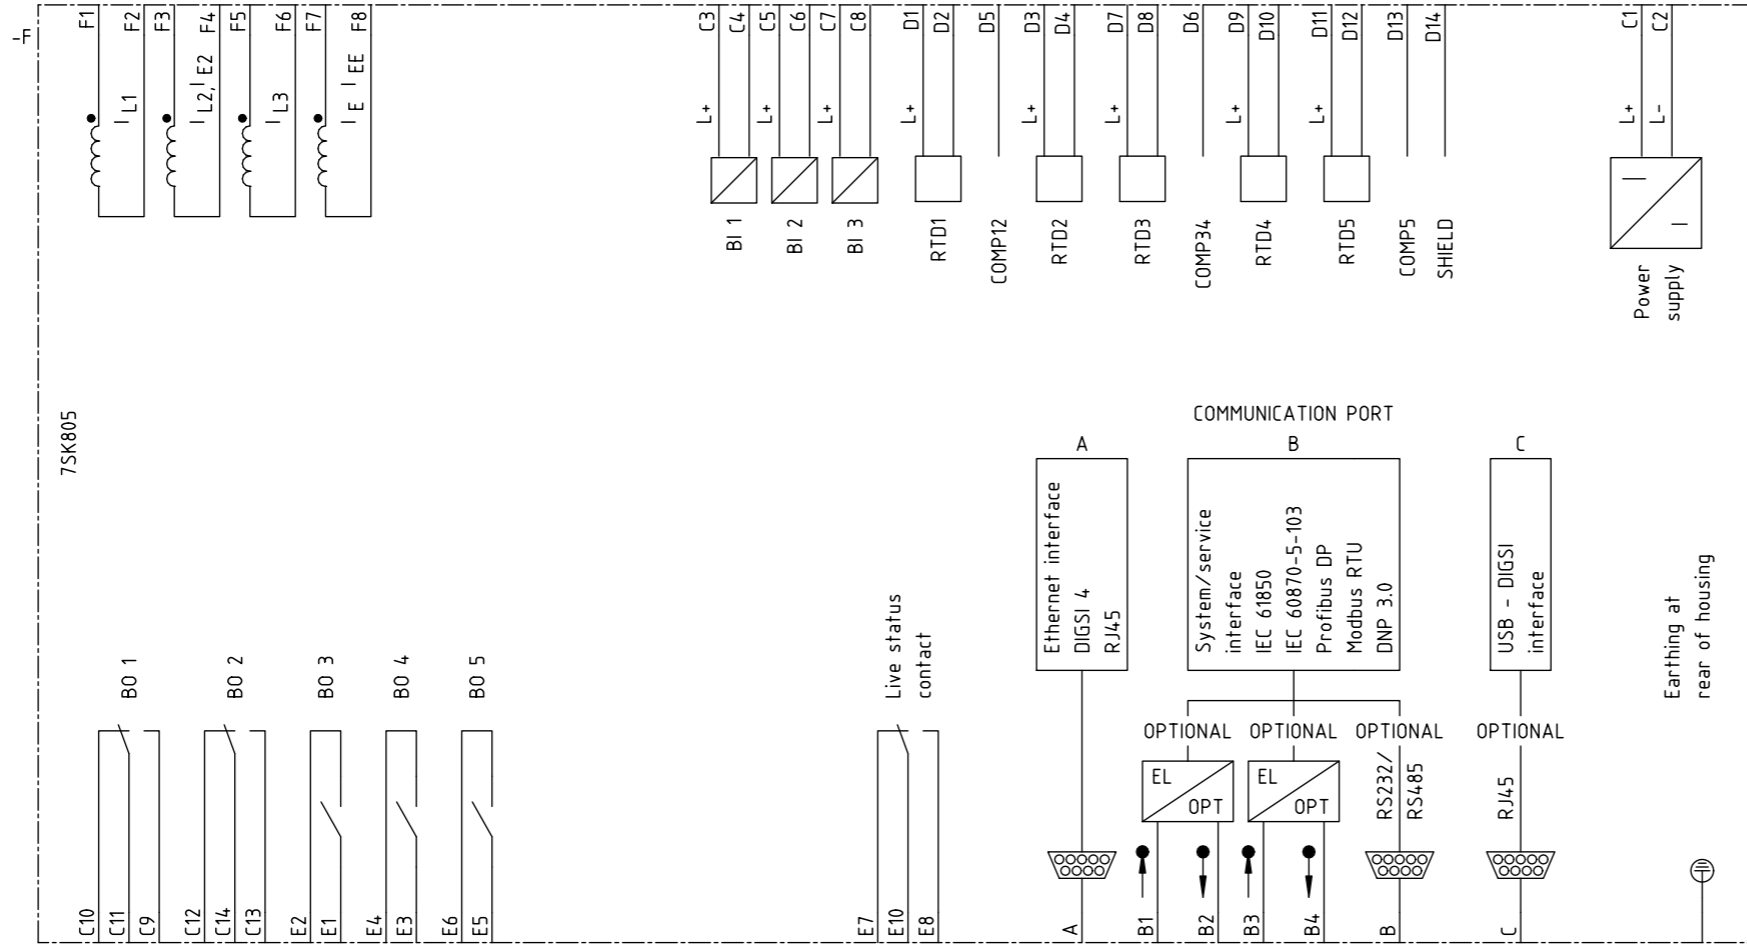 -F
F1
F2
F3
F4
F5
F6
F7
F8
C3
C4
C5
C6
C7
C8
D1
D2
D5
D3
D4
D7
D8
D6
D9
D10
D11
D12
D13
D14
C1
C2
I L1
I L2, I E2
I L3
I E I EE
L+
L+
L+
L+
L+
L+
L+
L+
L+
L-
BI 1
BI 2
BI 3
RTD1
COMP12
RTD2
RTD3
COMP34
RTD4
RTD5
COMP5
SHIELD
Power
supply
7SK805
COMMUNICATION PORT
A
B
C
Ethernet interface
DIGSI 4
RJ45
System/service
interface
IEC 61850
IEC 60870-5-103
Profibus DP
Modbus RTU
DNP 3.0
USB - DIGSI
interface
Earthing at
rear of housing
BO 1
BO 2
BO 3
BO 4
BO 5
Live status
contact
OPTIONAL
OPTIONAL
OPTIONAL
OPTIONAL
EL
OPT
EL
OPT
RS232/
RS485
RJ45
C10
C11
C9
C12
C14
C13
E2
E1
E4
E3
E6
E5
E7
E10
E8
A
B1
B2
B3
B4
B
C